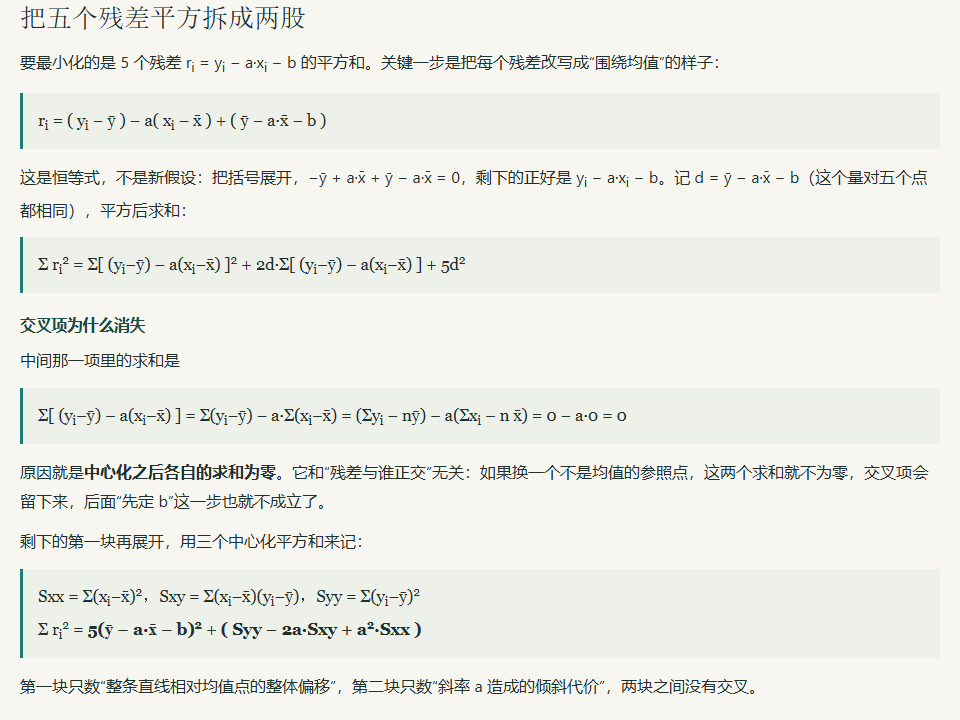 把五个残差平方拆成两股
要最小化的是 5 个残差 rᵢ = yᵢ − a·xᵢ − b 的平方和。关键一步是把每个残差改写成“围绕均值”的样子：
rᵢ = ( yᵢ − ȳ ) − a( xᵢ − x̄ ) + ( ȳ − a·x̄ − b )
这是恒等式，不是新假设：把括号展开，−ȳ + a·x̄ + ȳ − a·x̄ = 0，剩下的正好是 yᵢ − a·xᵢ − b。记 d = ȳ − a·x̄ − b（这个量对五个点
都相同），平方后求和：
Σ rᵢ² = Σ[ (yᵢ−ȳ) − a(xᵢ−x̄) ]² + 2d·Σ[ (yᵢ−ȳ) − a(xᵢ−x̄) ] + 5d²
交叉项为什么消失
中间那一项里的求和是
Σ[ (yᵢ−ȳ) − a(xᵢ−x̄) ] = Σ(yᵢ−ȳ) − a·Σ(xᵢ−x̄) = (Σyᵢ − nȳ) − a(Σxᵢ − n x̄) = 0 − a·0 = 0
原因就是中心化之后各自的求和为零。它和“残差与谁正交”无关：如果换一个不是均值的参照点，这两个求和就不为零，交叉项会
留下来，后面“先定 b”这一步也就不成立了。
剩下的第一块再展开，用三个中心化平方和来记：
Sxx = Σ(xᵢ−x̄)²，Sxy = Σ(xᵢ−x̄)(yᵢ−ȳ)，Syy = Σ(yᵢ−ȳ)²
Σ rᵢ² = 5(ȳ − a·x̄ − b)² + ( Syy − 2a·Sxy + a²·Sxx )
第一块只数“整条直线相对均值点的整体偏移”，第二块只数“斜率 a 造成的倾斜代价”，两块之间没有交叉。